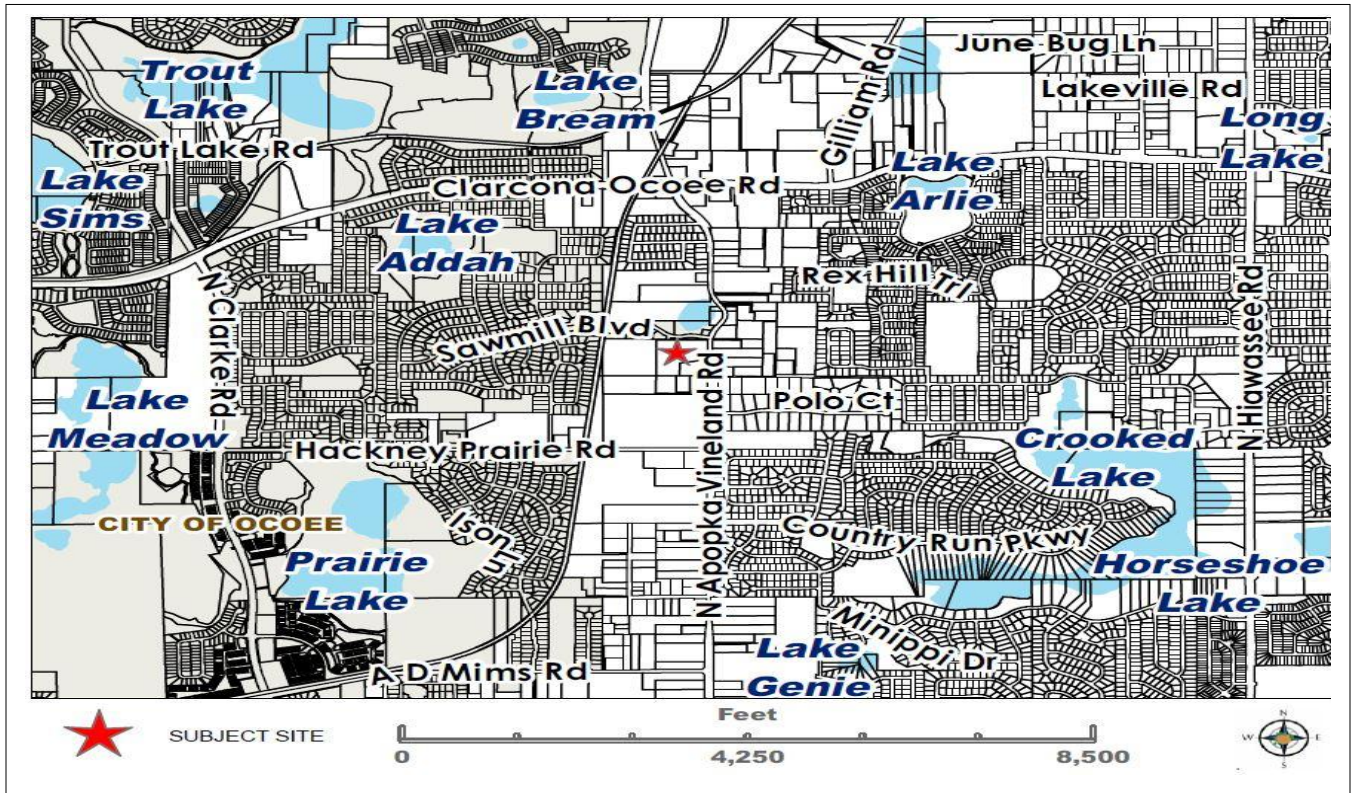 June Bug Ln
Trout
Lake
Lake
Bream
Gilliam Rd
Lakeville Rd
Long
Lake
Trout Lake Rd
Lake
Sims
Clarcona-Ocoee Rd
Lake
Arlie
Lake
Addah
Rex Hill Trl
N Clarke Rd
Sawmill Blvd
N Hiawassee Rd
N Apopka Vineland Rd
Lake
Meadow
Polo Ct
Hackney Prairie Rd
Crooked
Lake
CITY OF OCOEE
Ison Ln
Country Run Pkwy
Prairie
Lake
Horseshoe
Lake
Minippi Dr
A D Mims Rd
Lake
Genie
SUBJECT SITE
Feet
0 4,250 8,500
N
W E
S